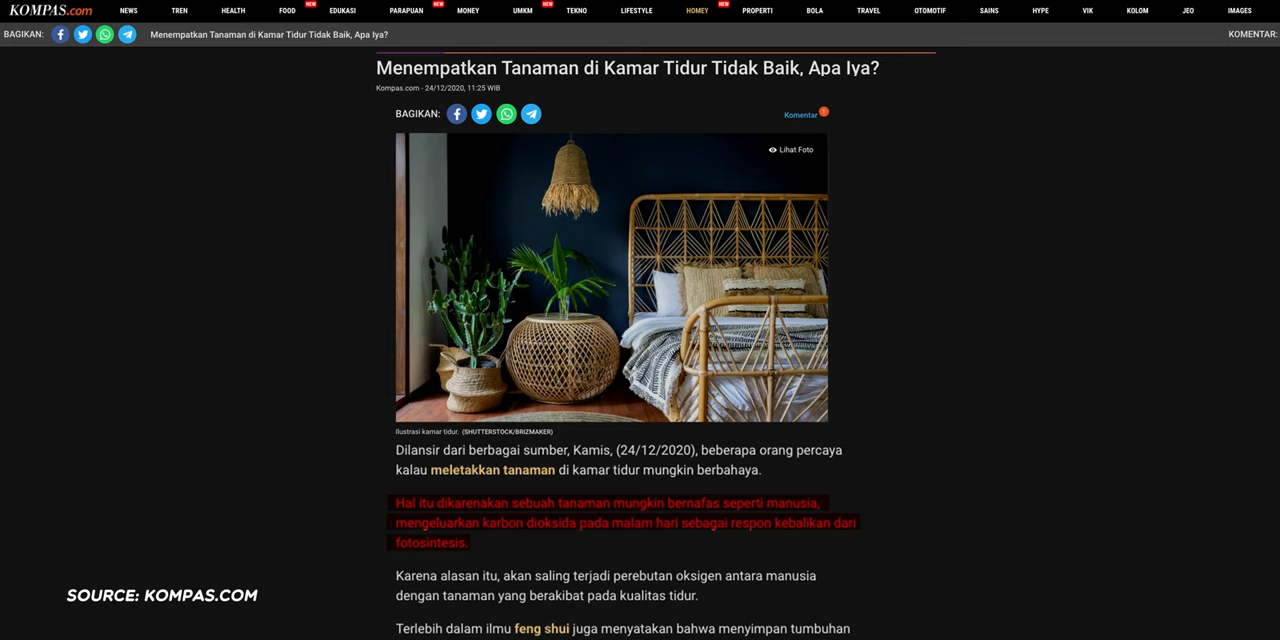 KOMPAS.com NEWS TREN HEALTH FOOD NEW EDUKASI PARAPUAN NEW MONEY UMKM NEW TEKNO LIFESTYLE HOMEY NEW PROPERTI BOLA TRAVEL OTOMOTIF SAINS HYPE VIK KOLOM JEO IMAGES
BAGIKAN: Menempatkan Tanaman di Kamar Tidur Tidak Baik, Apa Iya? KOMENTAR:
Menempatkan Tanaman di Kamar Tidur Tidak Baik, Apa Iya?
Kompas.com - 24/12/2020, 11:25 WIB
BAGIKAN: Komentar 1
Lihat Foto
Ilustrasi kamar tidur. (SHUTTERSTOCK/BRIZMAKER)
Dilansir dari berbagai sumber, Kamis, (24/12/2020), beberapa orang percaya
kalau meletakkan tanaman di kamar tidur mungkin berbahaya.
Hal itu dikarenakan sebuah tanaman mungkin bernafas seperti manusia,
mengeluarkan karbon dioksida pada malam hari sebagai respon kebalikan dari
fotosintesis.
Karena alasan itu, akan saling terjadi perebutan oksigen antara manusia
dengan tanaman yang berakibat pada kualitas tidur.
SOURCE: KOMPAS.COM
Terlebih dalam ilmu feng shui juga menyatakan bahwa menyimpan tumbuhan